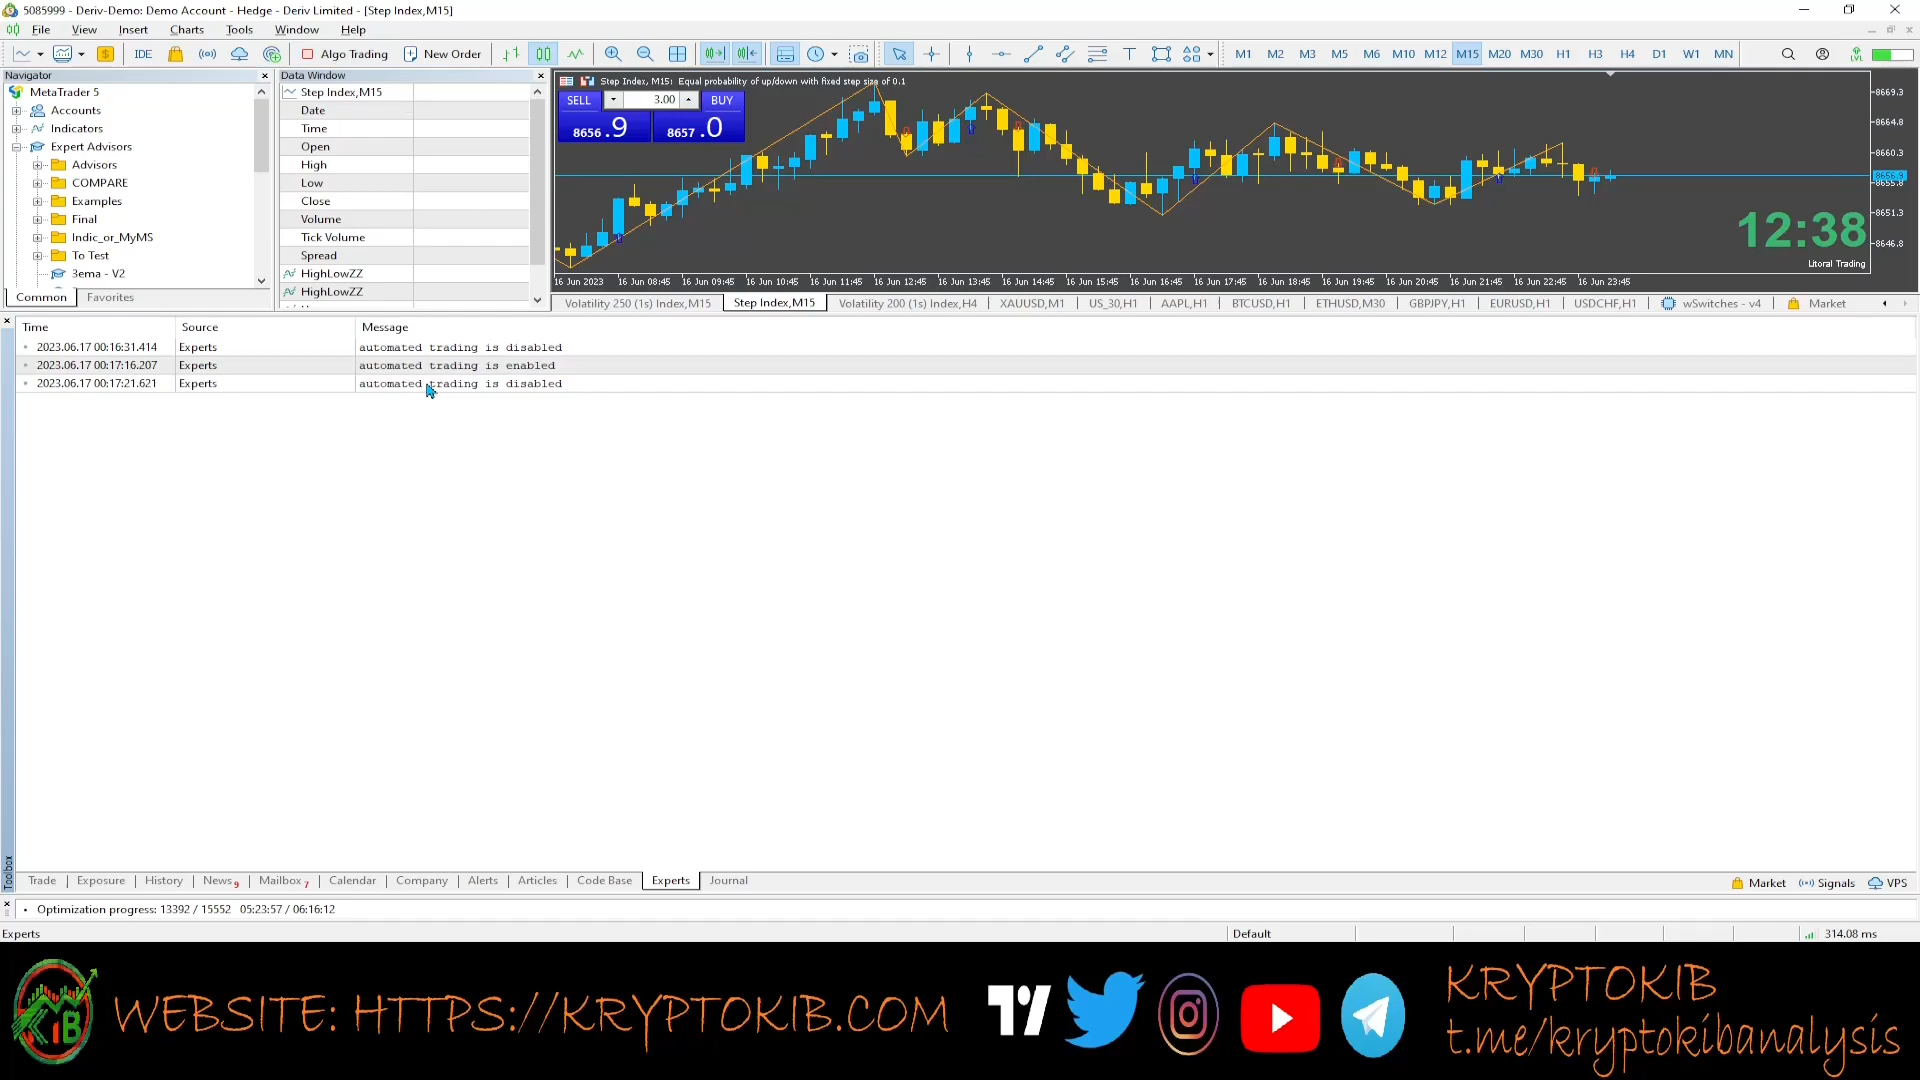 5085999 - Deriv-Demo: Demo Account - Hedge - Deriv Limited - [Step Index,M15]
File View Insert Charts Tools Window Help
IDE Algo Trading New Order M1 M2 M3 M5 M6 M10 M12 M15 M20 M30 H1 H3 H4 D1 W1 MN
Navigator
MetaTrader 5
Accounts
Indicators
Expert Advisors
Advisors
COMPARE
Examples
Final
Indic_or_MyMS
To Test
3ema - V2
Common Favorites
Data Window
Step Index,M15
Date
Time
Open
High
Low
Close
Volume
Tick Volume
Spread
HighLowZZ
HighLowZZ
Step Index, M15: Equal probability of up/down with fixed step size of 0.1
SELL 3.00 BUY
8656.9 8657.0
8669.3
8664.8
8660.3
8656.9
8655.8
8651.3
8646.8
12:38
Litoral Trading
16 Jun 2023 16 Jun 08:45 16 Jun 09:45 16 Jun 10:45 16 Jun 11:45 16 Jun 12:45 16 Jun 13:45 16 Jun 14:45 16 Jun 15:45 16 Jun 16:45 16 Jun 17:45 16 Jun 18:45 16 Jun 19:45 16 Jun 20:45 16 Jun 21:45 16 Jun 22:45 16 Jun 23:45
Volatility 250 (1s) Index,M15 Step Index,M15 Volatility 200 (1s) Index,H4 XAUUSD,M1 US_30,H1 AAPL,H1 BTCUSD,H1 ETHUSD,M30 GBPJPY,H1 EURUSD,H1 USDCHF,H1 wSwitches - v4 Market
Time Source Message
2023.06.17 00:16:31.414 Experts automated trading is disabled
2023.06.17 00:17:16.207 Experts automated trading is enabled
2023.06.17 00:17:21.621 Experts automated trading is disabled
Toolbox
Trade Exposure History News 9 Mailbox 7 Calendar Company Alerts Articles Code Base Experts Journal
Market Signals VPS
Optimization progress: 13392 / 15552 05:23:57 / 06:16:12
Experts Default 314.08 ms
KIB
WEBSITE: HTTPS://KRYPTOKIB.COM
KRYPTOKIB
t.me/kryptokibanalysis